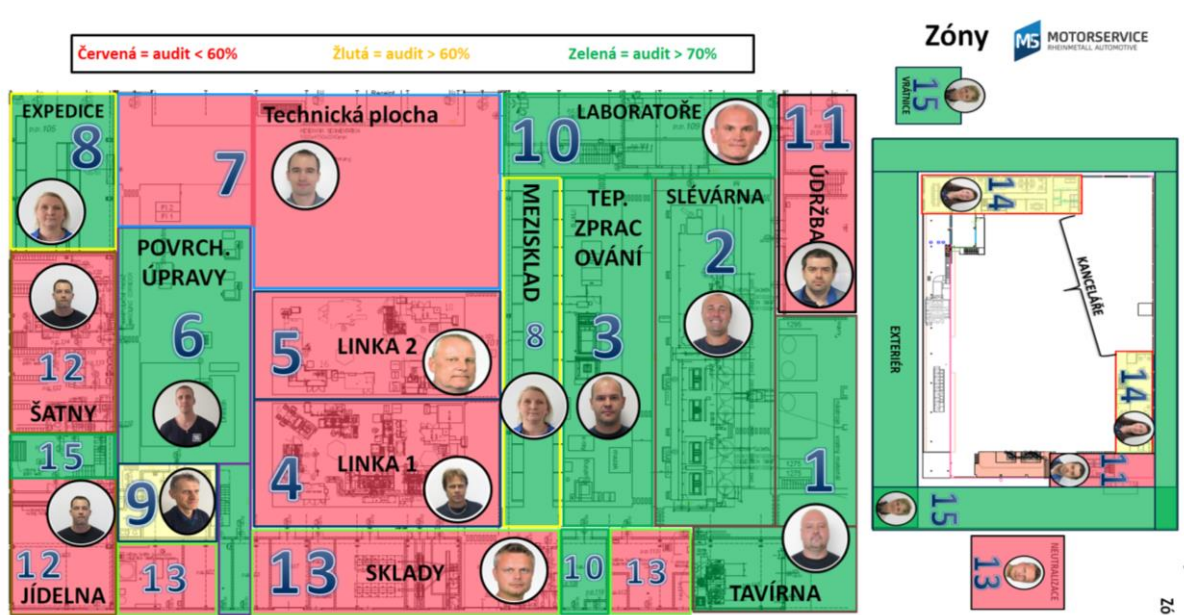 Zóny
MS MOTORSERVICE
RHEINMETALL AUTOMOTIVE
Červená = audit < 60%
Žlutá = audit > 60%
Zelená = audit > 70%
EXPEDICE
8
7
Technická plocha
10
LABORATOŘE
11
ÚDRŽBA
15
VRÁTNICE
POVRCH.
ÚPRAVY
6
MEZISKLAD
8
TEP.
ZPRAC
OVÁNÍ
3
SLÉVÁRNA
2
14
KANCELÁŘE
EXTERIÉR
12
ŠATNY
5
LINKA 2
14
15
4
LINKA 1
1
11
9
15
12
JÍDELNA
13
13
SKLADY
10
13
TAVÍRNA
NEUTRALIZACE
13
Zó